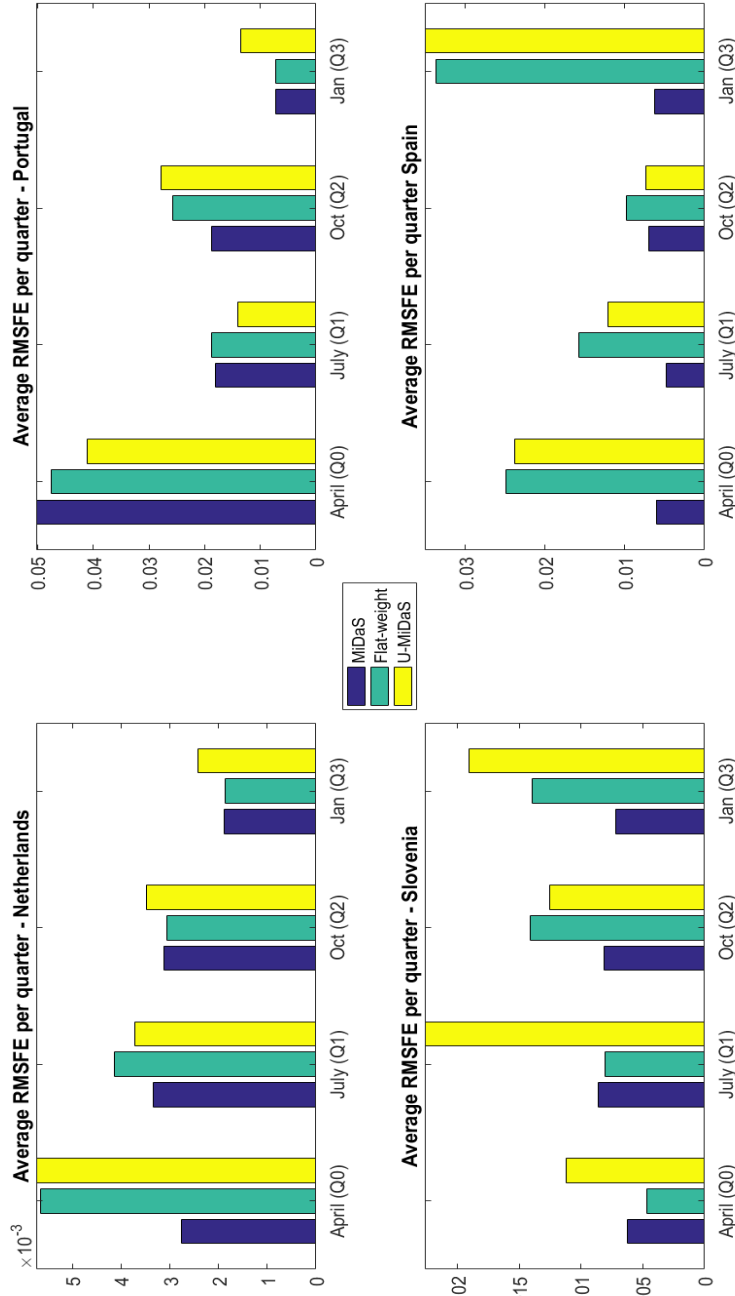 Average RMSFE per quarter - Netherlands
×10-3
5
4
3
2
1
0
April (Q0)
July (Q1)
Oct (Q2)
Jan (Q3)
Average RMSFE per quarter - Portugal
0.05
0.04
0.03
0.02
0.01
0
April (Q0)
July (Q1)
Oct (Q2)
Jan (Q3)
MiDaS
Flat-weight
U-MiDaS
Average RMSFE per quarter - Slovenia
02
15
01
05
0
April (Q0)
July (Q1)
Oct (Q2)
Jan (Q3)
Average RMSFE per quarter Spain
0.03
0.02
0.01
0
April (Q0)
July (Q1)
Oct (Q2)
Jan (Q3)